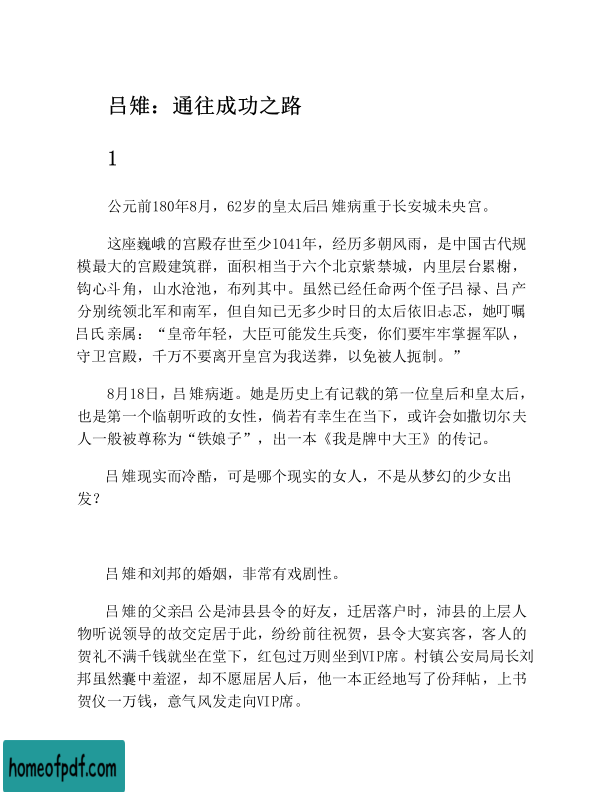 吕雉：通往成功之路
1
公元前180年8月，62岁的皇太后吕雉病重于长安城未央宫。
这座巍峨的宫殿存世至少1041年，经历多朝风雨，是中国古代规
模最大的宫殿建筑群，面积相当于六个北京紫禁城，内里层台累榭，
钩心斗角，山水沧池，布列其中。虽然已经任命两个侄子吕禄、吕产
分别统领北军和南军，但自知已无多少时日的太后依旧忐忑，她叮嘱
吕氏亲属：“皇帝年轻，大臣可能发生兵变，你们要牢牢掌握军队，
守卫宫殿，千万不要离开皇宫为我送葬，以免被人扼制。”
8月18日，吕雉病逝。她是历史上有记载的第一位皇后和皇太后，
也是第一个临朝听政的女性，倘若有幸生在当下，或许会如撒切尔夫
人一般被尊称为“铁娘子”，出一本《我是牌中大王》的传记。
吕雉现实而冷酷，可是哪个现实的女人，不是从梦幻的少女出
发？
吕雉和刘邦的婚姻，非常有戏剧性。
吕雉的父亲吕公是沛县县令的好友，迁居落户时，沛县的上层人
物听说领导的故交定居于此，纷纷前往祝贺，县令大宴宾客，客人的
贺礼不满千钱就坐在堂下，红包过万则坐到VIP席。村镇公安局局长刘
邦虽然囊中羞涩，却不愿屈居人后，他一本正经地写了份拜帖，上书
贺仪一万钱，意气风发走向VIP席。
homeofpdf.com